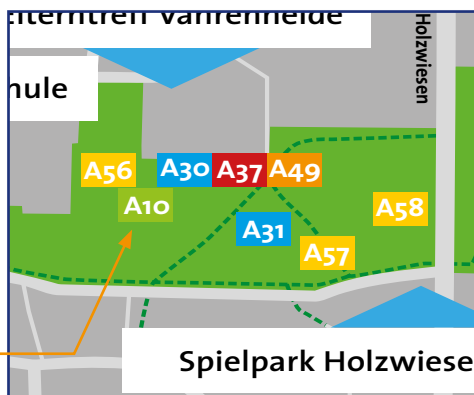 Elterntreff Vahrenheide
hule
Holzwiesen
A56
A30
A37
A49
A10
A58
A31
A57
Spielpark Holzwiese